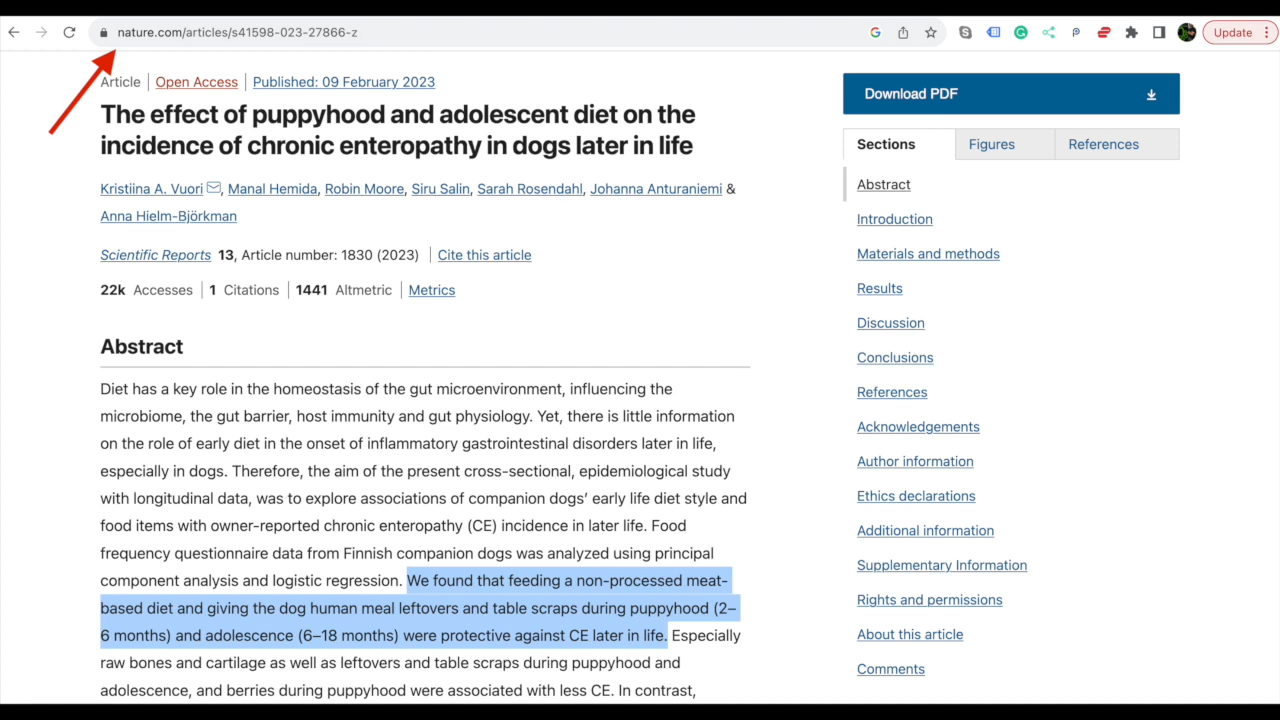 nature.com/articles/s41598-023-27866-z
Update
Article | Open Access | Published: 09 February 2023
The effect of puppyhood and adolescent diet on the
incidence of chronic enteropathy in dogs later in life
Kristiina A. Vuori, Manal Hemida, Robin Moore, Siru Salin, Sarah Rosendahl, Johanna Anturaniemi &
Anna Hielm-Björkman
Scientific Reports 13, Article number: 1830 (2023) | Cite this article
22k Accesses | 1 Citations | 1441 Altmetric | Metrics
Abstract
Diet has a key role in the homeostasis of the gut microenvironment, influencing the
microbiome, the gut barrier, host immunity and gut physiology. Yet, there is little information
on the role of early diet in the onset of inflammatory gastrointestinal disorders later in life,
especially in dogs. Therefore, the aim of the present cross-sectional, epidemiological study
with longitudinal data, was to explore associations of companion dogs' early life diet style and
food items with owner-reported chronic enteropathy (CE) incidence in later life. Food
frequency questionnaire data from Finnish companion dogs was analyzed using principal
component analysis and logistic regression. We found that feeding a non-processed meat-
based diet and giving the dog human meal leftovers and table scraps during puppyhood (2–
6 months) and adolescence (6–18 months) were protective against CE later in life. Especially
raw bones and cartilage as well as leftovers and table scraps during puppyhood and
adolescence, and berries during puppyhood were associated with less CE. In contrast,
Download PDF
Sections
Figures
References
Abstract
Introduction
Materials and methods
Results
Discussion
Conclusions
References
Acknowledgements
Author information
Ethics declarations
Additional information
Supplementary Information
Rights and permissions
About this article
Comments